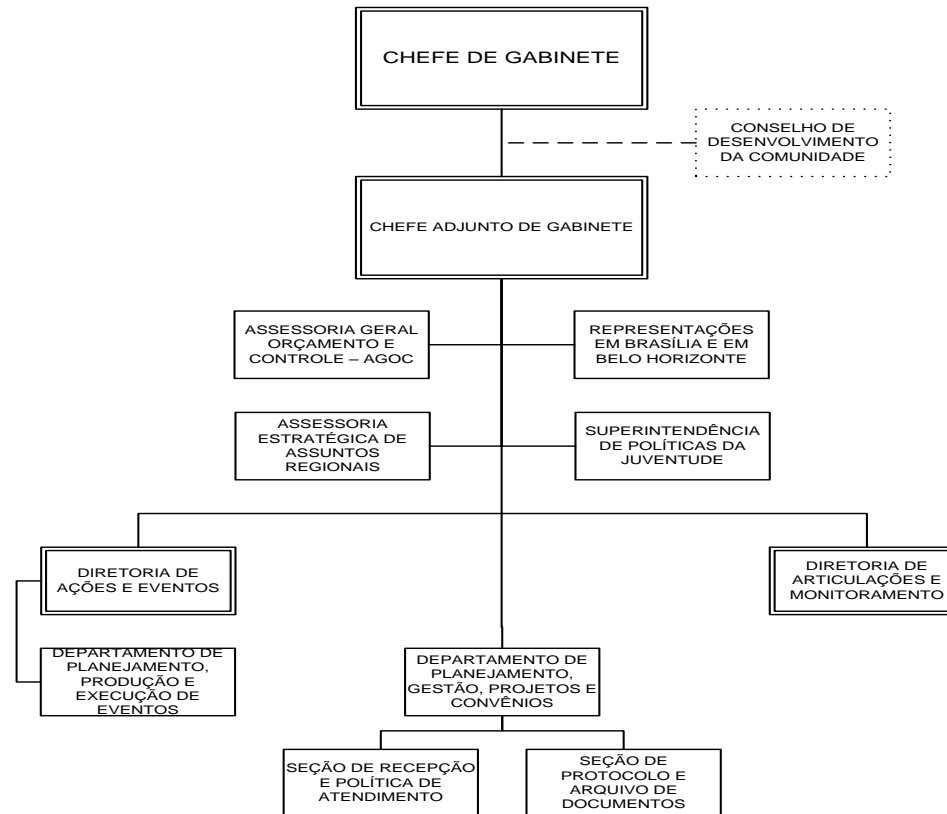 CHEFE DE GABINETE
CONSELHO DE
DESENVOLVIMENTO
DA COMUNIDADE
CHEFE ADJUNTO DE GABINETE
ASSESSORIA GERAL
ORÇAMENTO E
CONTROLE – AGOC
REPRESENTAÇÕES
EM BRASÍLIA E EM
BELO HORIZONTE
ASSESSORIA
ESTRATÉGICA DE
ASSUNTOS
REGIONAIS
SUPERINTENDÊNCIA
DE POLÍTICAS DA
JUVENTUDE
DIRETORIA DE
AÇÕES E EVENTOS
DIRETORIA DE
ARTICULAÇÕES E
MONITORAMENTO
DEPARTAMENTO DE
PLANEJAMENTO,
PRODUÇÃO E
EXECUÇÃO DE
EVENTOS
DEPARTAMENTO DE
PLANEJAMENTO,
GESTÃO, PROJETOS E
CONVÊNIOS
SEÇÃO DE RECEPÇÃO
E POLÍTICA DE
ATENDIMENTO
SEÇÃO DE
PROTOCOLO E
ARQUIVO DE
DOCUMENTOS